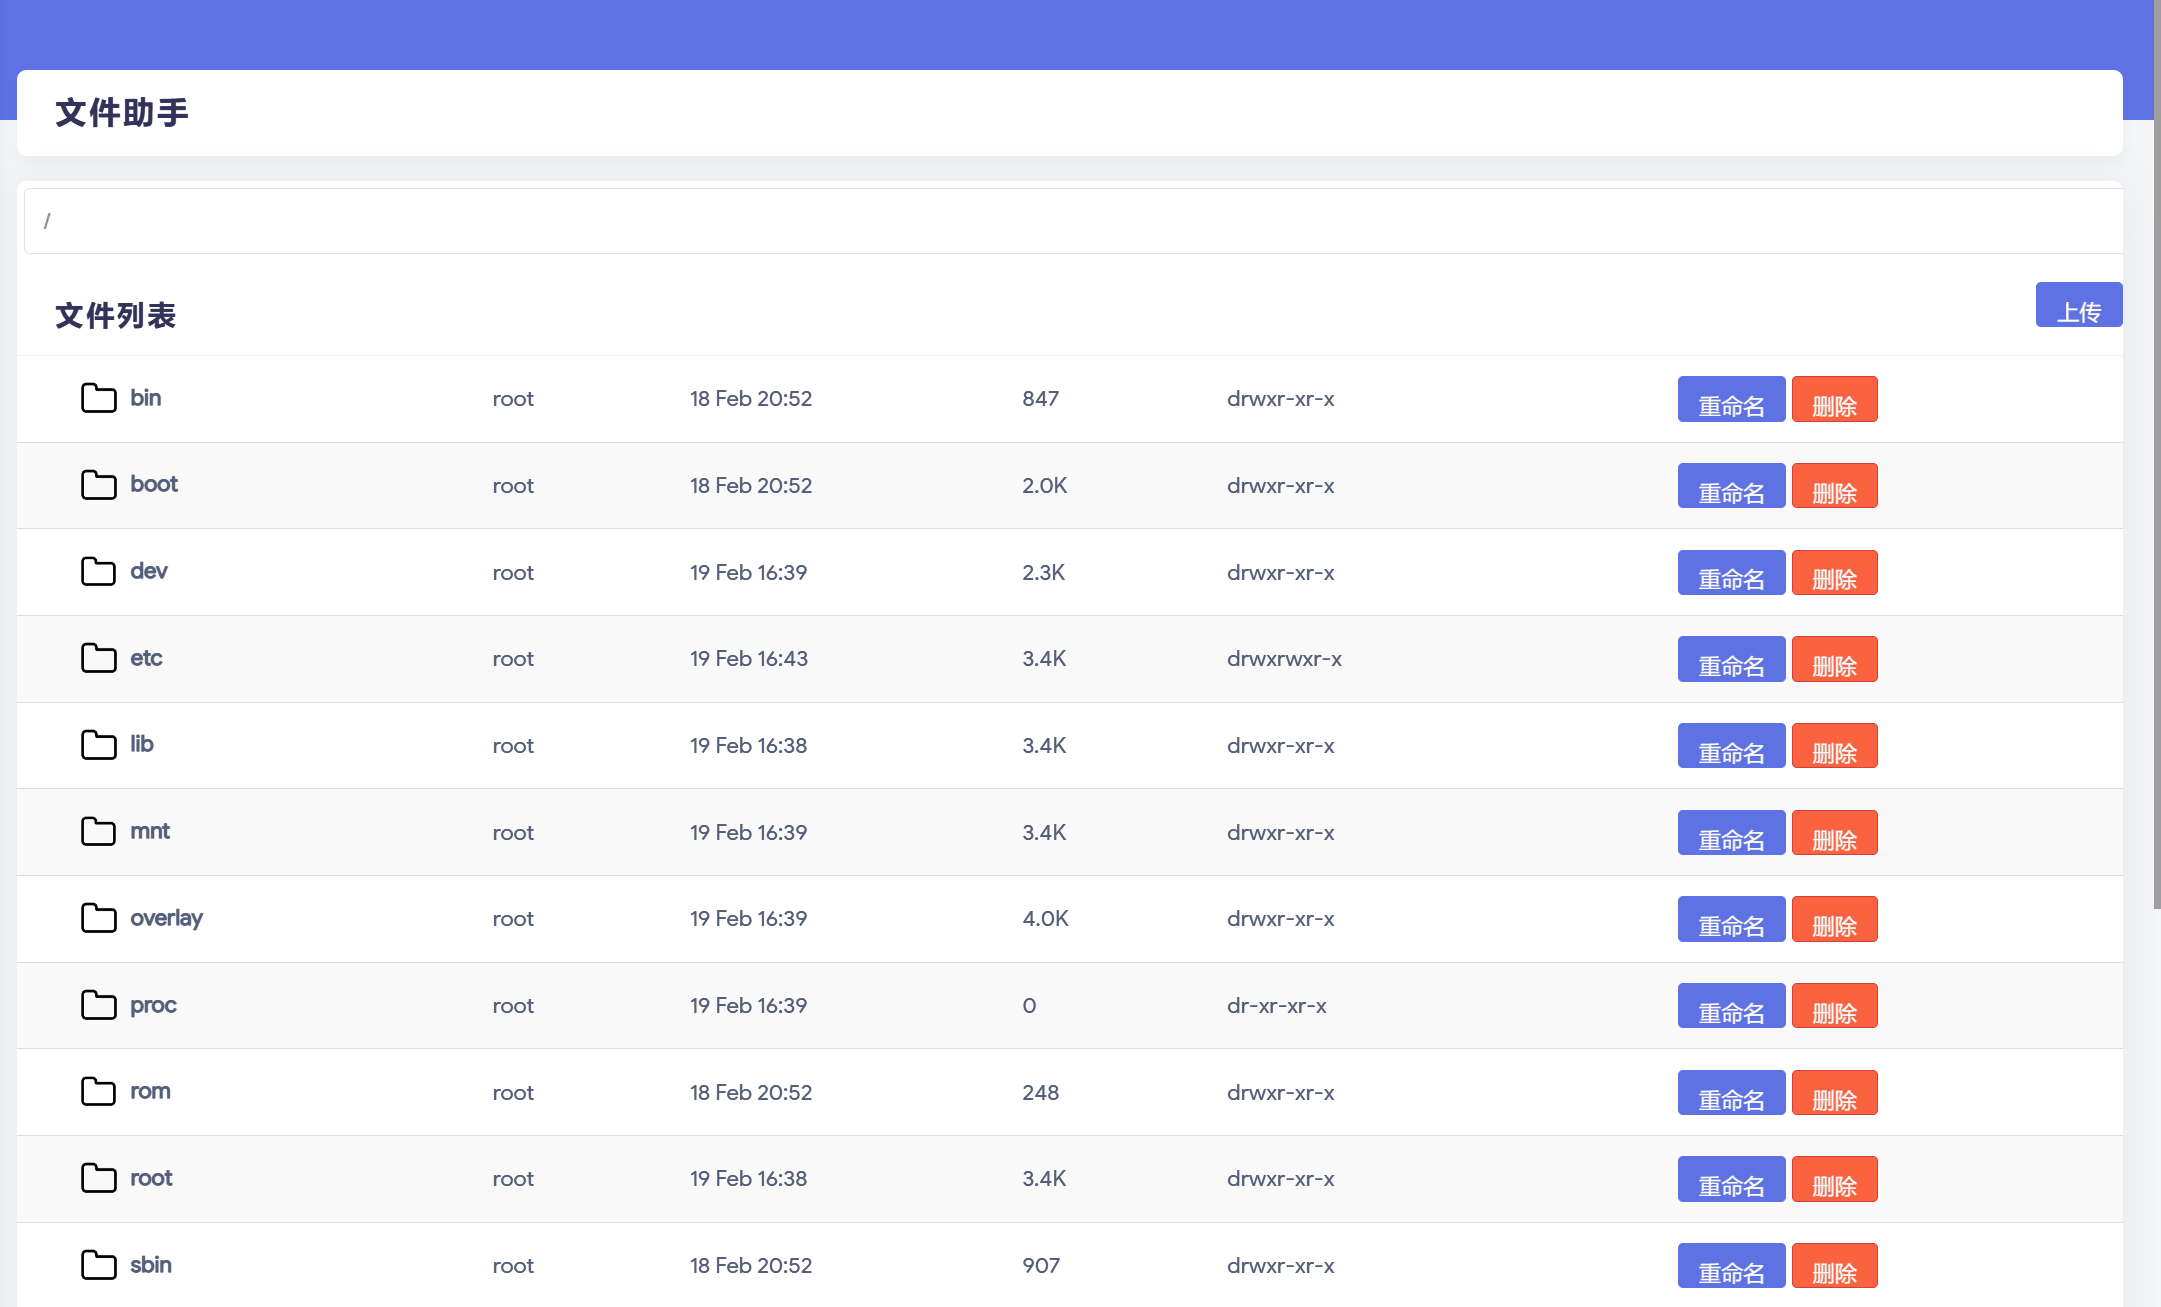 文件助手
/
文件列表 上传
bin root 18 Feb 20:52 847 drwxr-xr-x 重命名 删除
boot root 18 Feb 20:52 2.0K drwxr-xr-x 重命名 删除
dev root 19 Feb 16:39 2.3K drwxr-xr-x 重命名 删除
etc root 19 Feb 16:43 3.4K drwxrwxr-x 重命名 删除
lib root 19 Feb 16:38 3.4K drwxr-xr-x 重命名 删除
mnt root 19 Feb 16:39 3.4K drwxr-xr-x 重命名 删除
overlay root 19 Feb 16:39 4.0K drwxr-xr-x 重命名 删除
proc root 19 Feb 16:39 0 dr-xr-xr-x 重命名 删除
rom root 18 Feb 20:52 248 drwxr-xr-x 重命名 删除
root root 19 Feb 16:38 3.4K drwxr-xr-x 重命名 删除
sbin root 18 Feb 20:52 907 drwxr-xr-x 重命名 删除